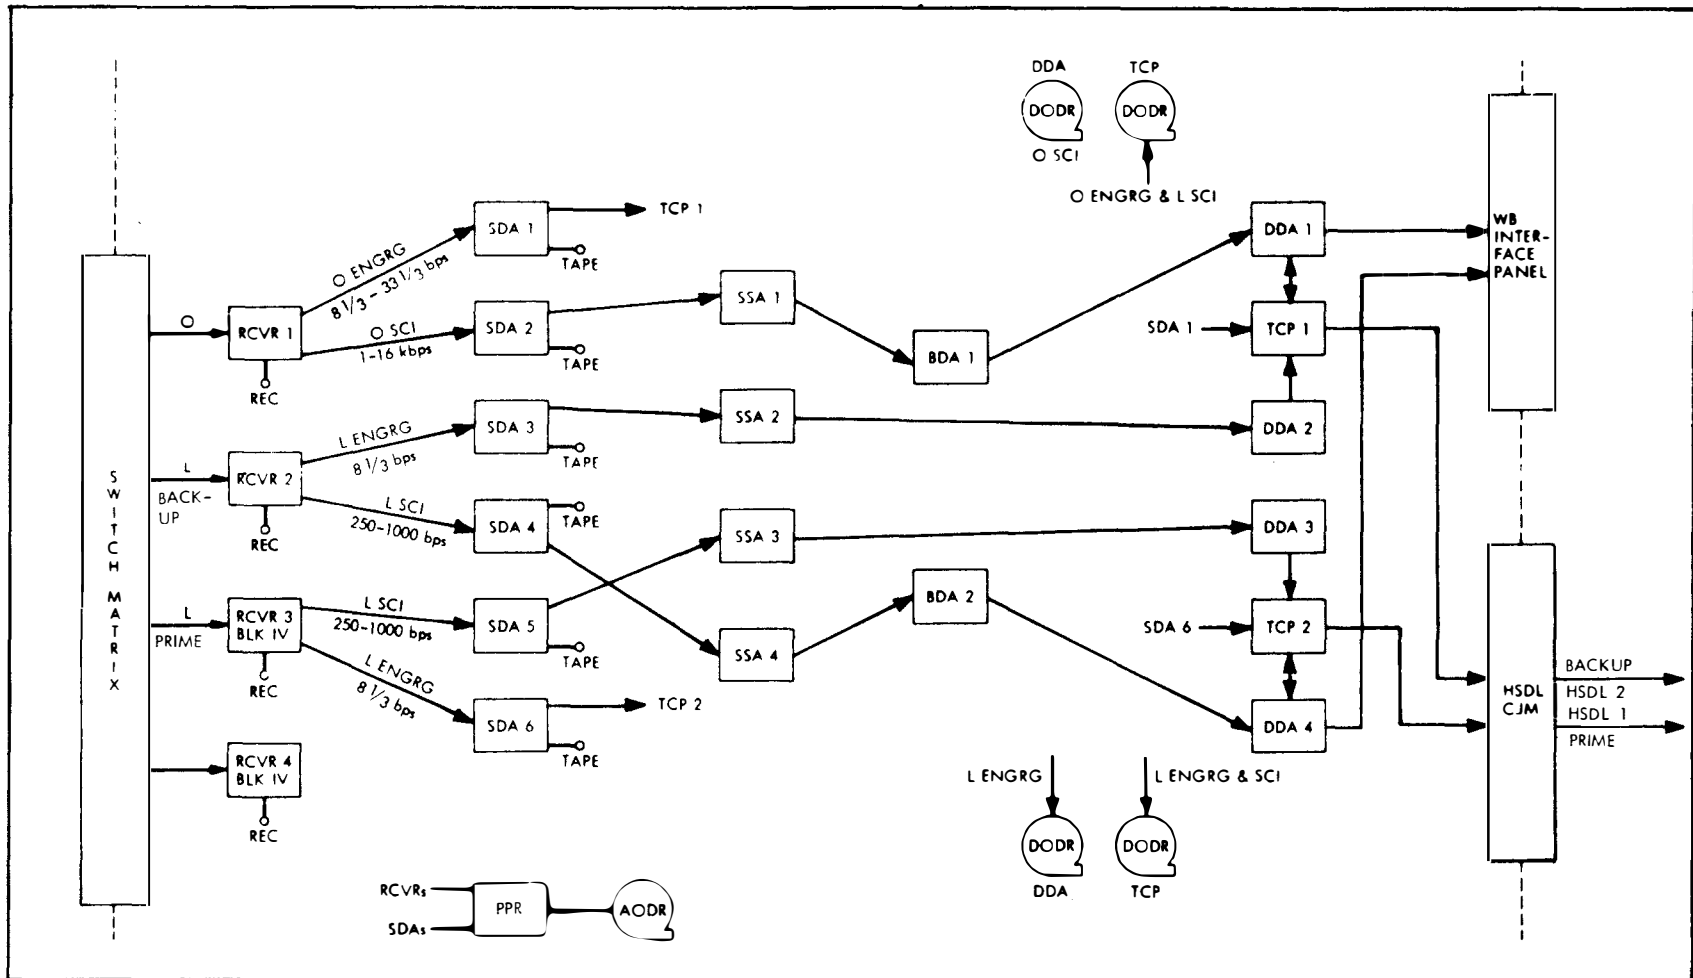 DDA
DODR
O SCI
TCP
DODR
O ENGRG & L SCI
SWITCH MATRIX
O
L
BACK-
UP
L
PRIME
RCVR 1
REC
RCVR 2
REC
RCVR 3
BLK IV
REC
RCVR 4
BLK IV
REC
O ENGRG
8 1/3 - 33 1/3 bps
O SCI
1-16 kbps
L ENGRG
8 1/3 bps
L SCI
250-1000 bps
L SCI
250-1000 bps
L ENGRG
8 1/3 bps
SDA 1
TCP 1
TAPE
SDA 2
TAPE
SDA 3
TAPE
SDA 4
TAPE
SDA 5
TAPE
SDA 6
TCP 2
TAPE
SSA 1
SSA 2
SSA 3
SSA 4
BDA 1
BDA 2
DDA 1
SDA 1
TCP 1
DDA 2
DDA 3
SDA 6
TCP 2
DDA 4
WB
INTER-
FACE
PANEL
HSDL
CJM
BACKUP
HSDL 2
HSDL 1
PRIME
L ENGRG
DODR
DDA
L ENGRG & SCI
DODR
TCP
RCVRs
SDAs
PPR
AODR